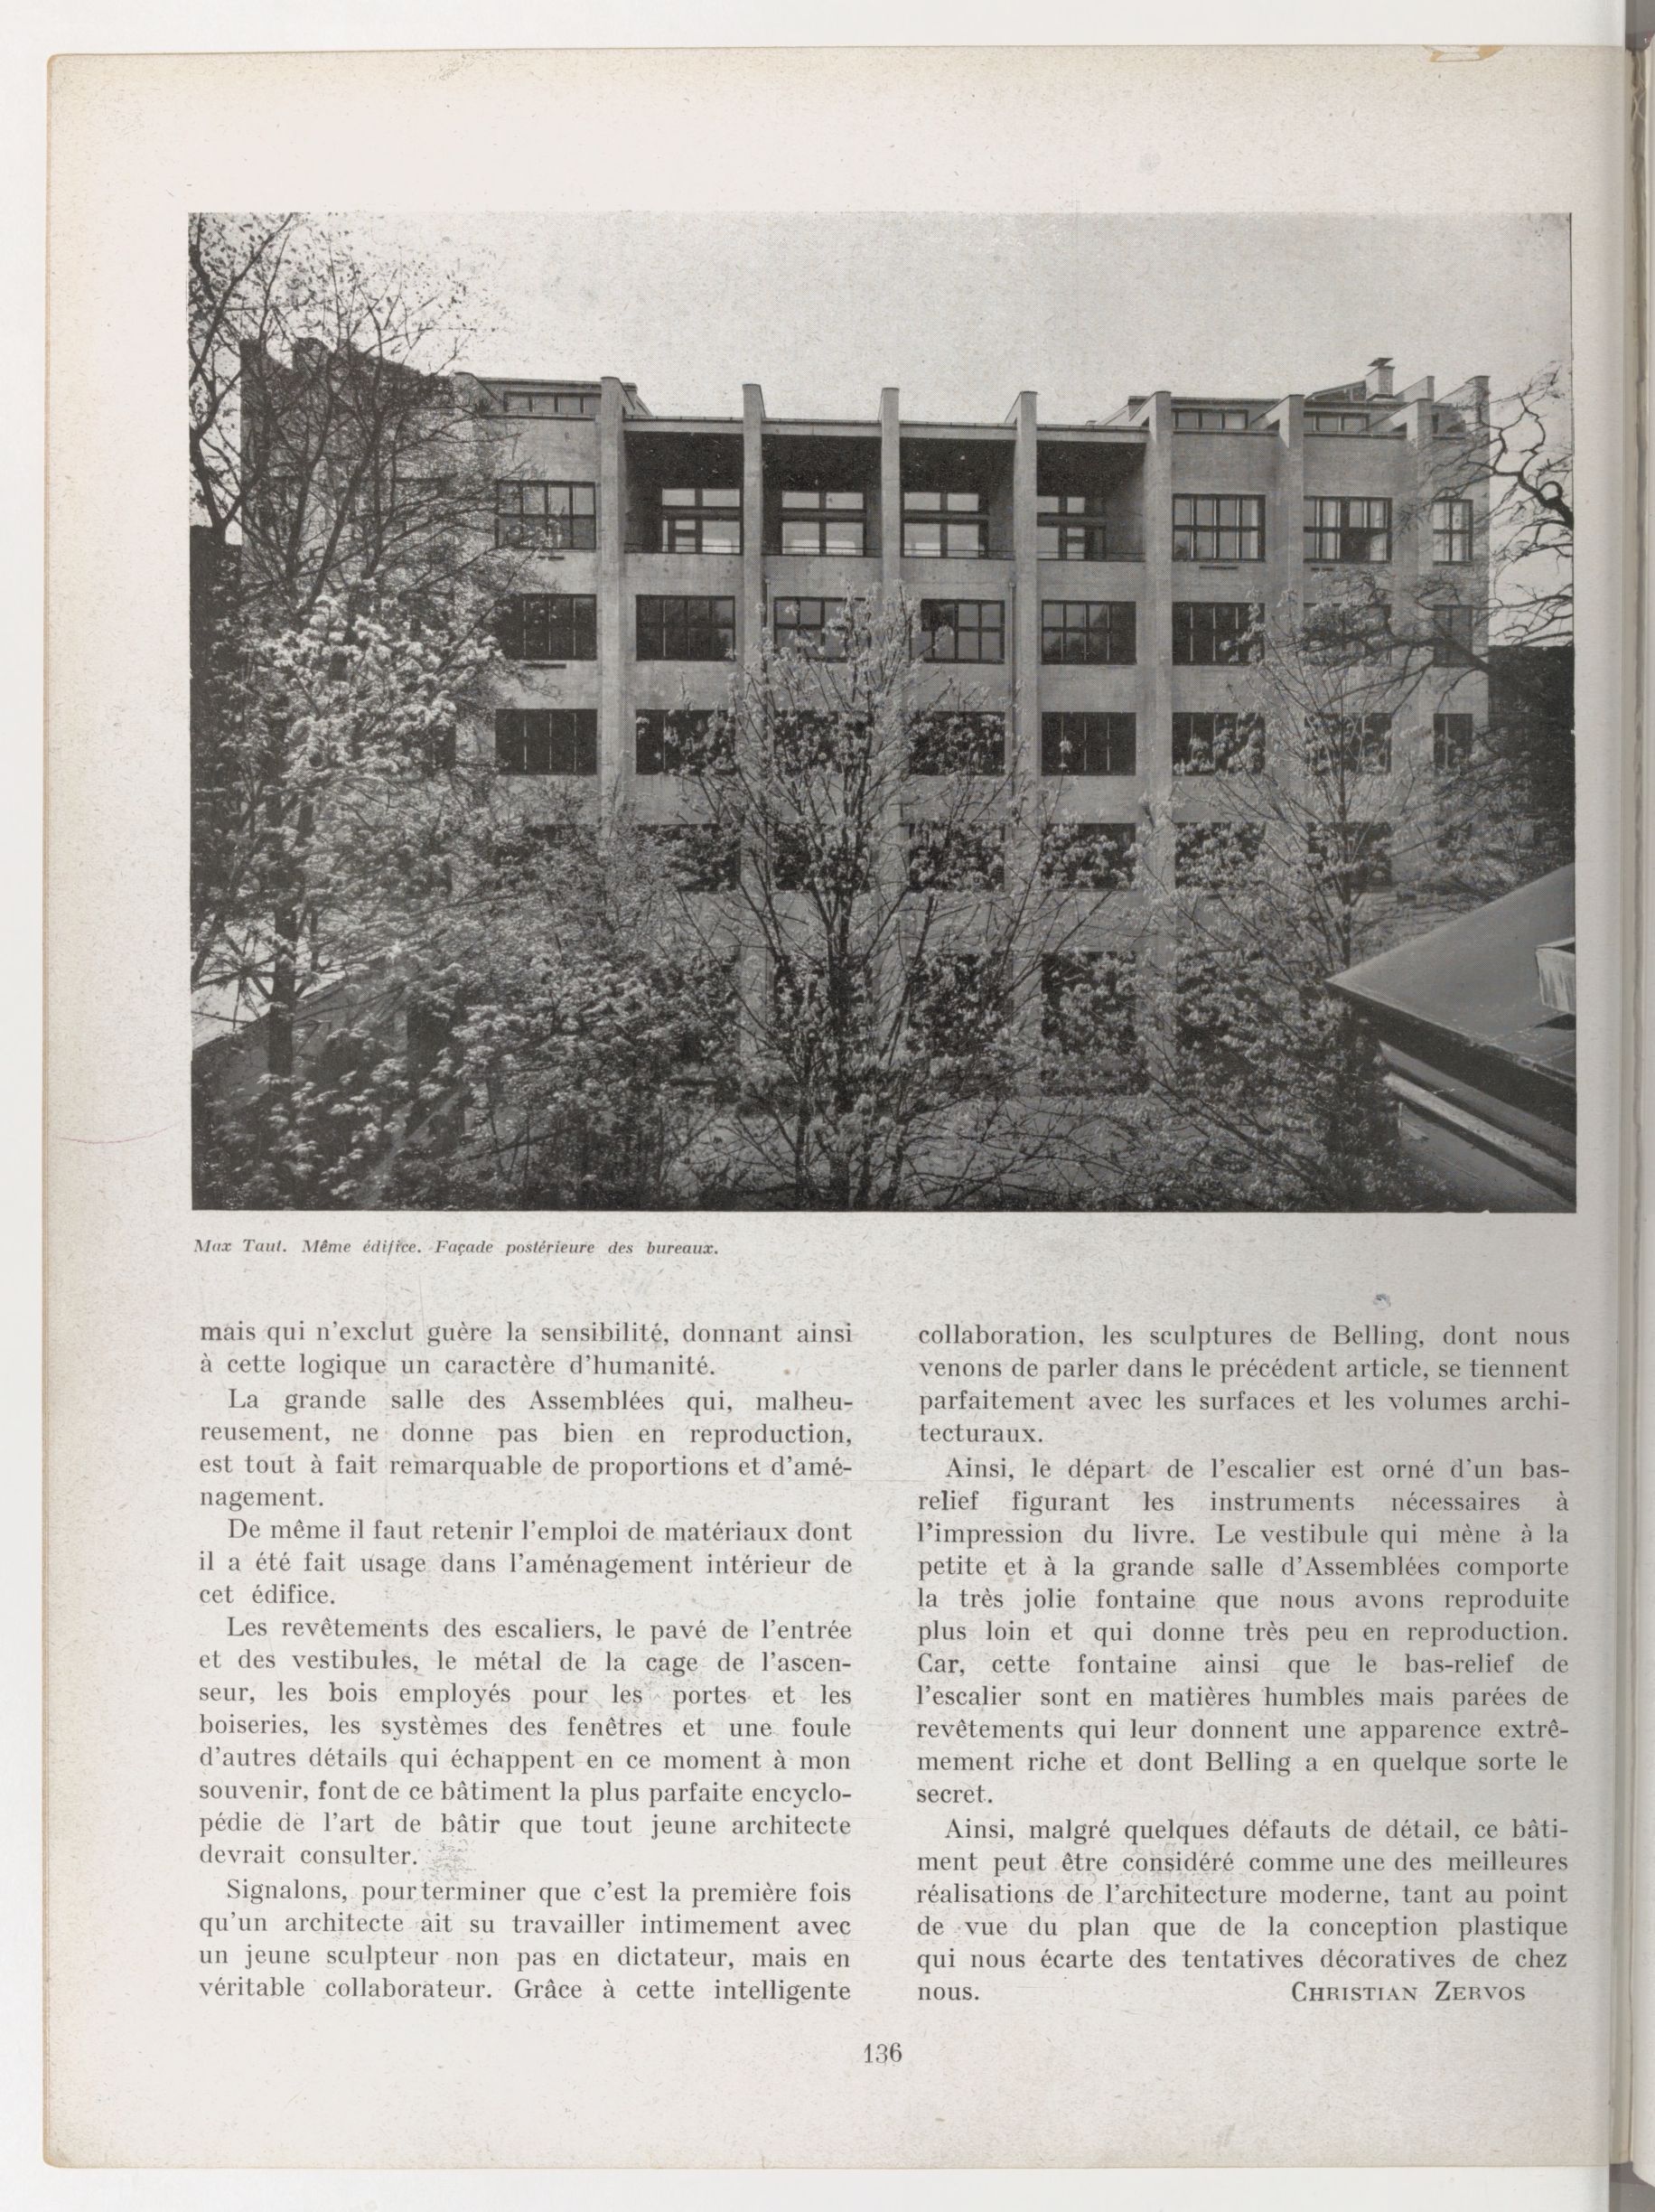 Max Taut. Même édifice. Façade postérieure des bureaux.
mais qui n'exclut guère la sensibilité, donnant ainsi
à cette logique un caractère d'humanité.
La grande salle des Assemblées qui, malheu-
reusement, ne donne pas bien en reproduction,
est tout à fait remarquable de proportions et d'amé-
nagement.
De même il faut retenir l'emploi de matériaux dont
il a été fait usage dans l'aménagement intérieur de
cet édifice.
Les revêtements des escaliers, le pavé de l'entrée
et des vestibules, le métal de la cage de l'ascen-
seur, les bois employés pour les portes et les
boiseries, les systèmes des fenêtres et une foule
d'autres détails qui échappent en ce moment à mon
souvenir, font de ce bâtiment la plus parfaite encyclo-
pédie de l'art de bâtir que tout jeune architecte
devrait consulter.
Signalons, pour terminer que c'est la première fois
qu'un architecte ait su travailler intimement avec
un jeune sculpteur non pas en dictateur, mais en
véritable collaborateur. Grâce à cette intelligente
collaboration, les sculptures de Belling, dont nous
venons de parler dans le précédent article, se tiennent
parfaitement avec les surfaces et les volumes archi-
tecturaux.
Ainsi, le départ de l'escalier est orné d'un bas-
relief figurant les instruments nécessaires à
l'impression du livre. Le vestibule qui mène à la
petite et à la grande salle d'Assemblées comporte
la très jolie fontaine que nous avons reproduite
plus loin et qui donne très peu en reproduction.
Car, cette fontaine ainsi que le bas-relief de
l'escalier sont en matières humbles mais parées de
revêtements qui leur donnent une apparence extrê-
mement riche et dont Belling a en quelque sorte le
secret.
Ainsi, malgré quelques défauts de détail, ce bâti-
ment peut être considéré comme une des meilleures
réalisations de l'architecture moderne, tant au point
de vue du plan que de la conception plastique
qui nous écarte des tentatives décoratives de chez
nous. CHRISTIAN ZERVOS
136